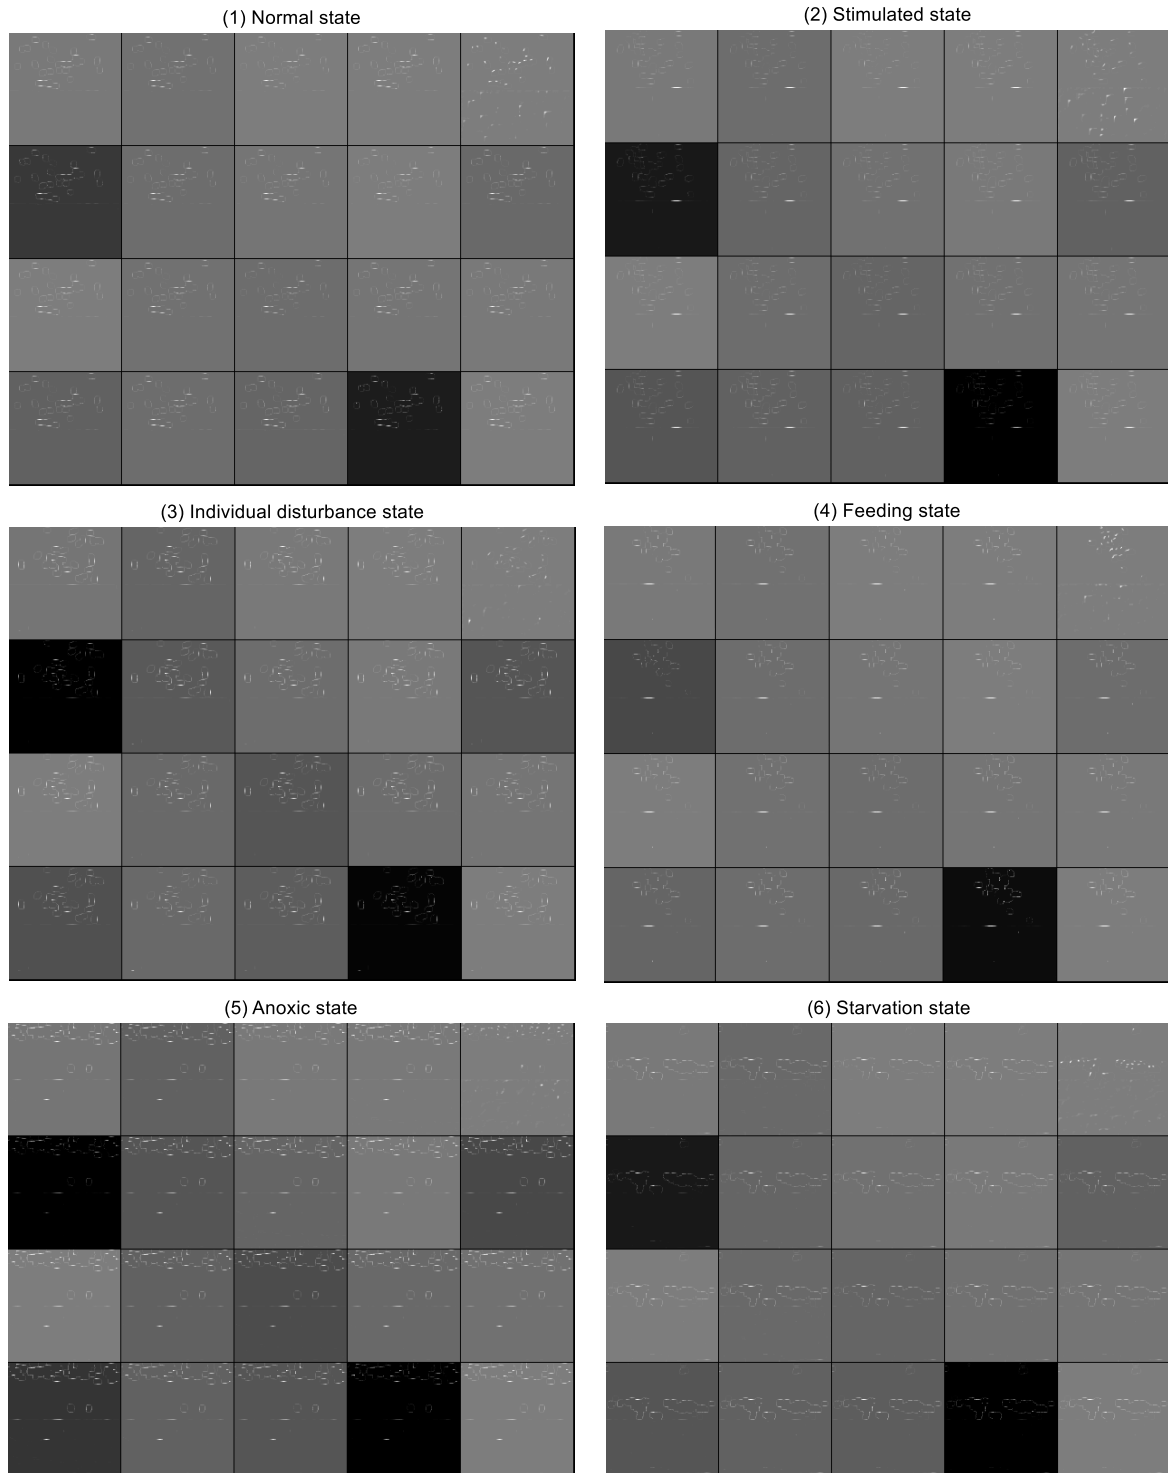 (1) Normal state
(2) Stimulated state
(3) Individual disturbance state
(4) Feeding state
(5) Anoxic state
(6) Starvation state